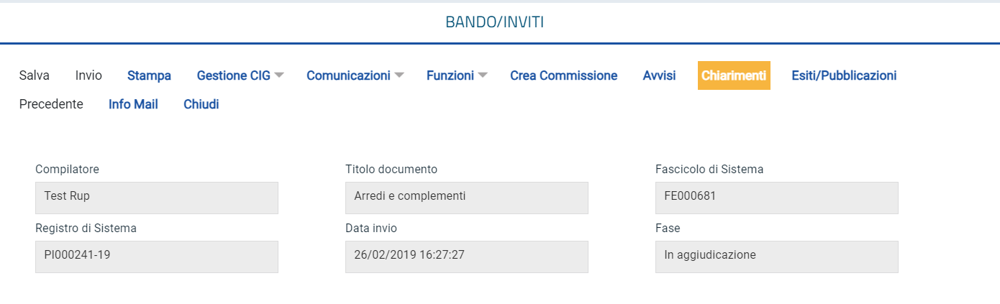 BANDO/INVITI
Salva Invio Stampa Gestione CIG Comunicazioni Funzioni Crea Commissione Avvisi Chiarimenti Esiti/Pubblicazioni
Precedente Info Mail Chiudi
Compilatore Titolo documento Fascicolo di Sistema
Test Rup Arredi e complementi FE000681
Registro di Sistema Data invio Fase
PI000241-19 26/02/2019 16:27:27 In aggiudicazione